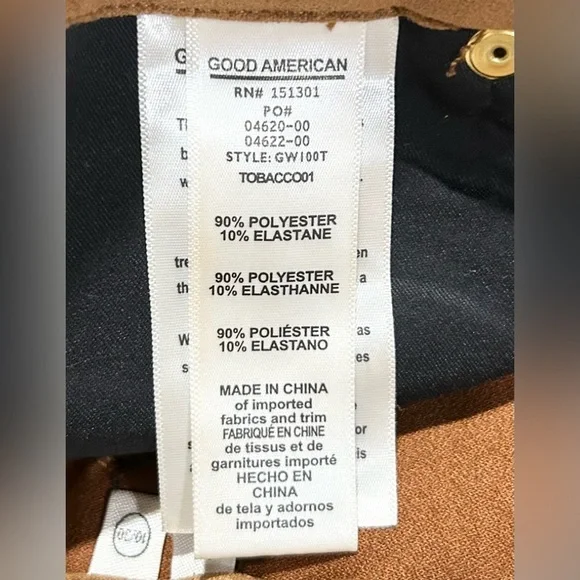 GOOD AMERICAN
RN# 151301
PO#
04620-00
04622-00
STYLE: GW100T
TOBACCO01
90% POLYESTER
10% ELASTANE
90% POLYESTER
10% ELASTHANNE
90% POLIÉSTER
10% ELASTANO
MADE IN CHINA
of imported
fabrics and trim
FABRIQUÉ EN CHINE
de tissus et de
garnitures importé
HECHO EN
CHINA
de tela y adornos
importados
10/30